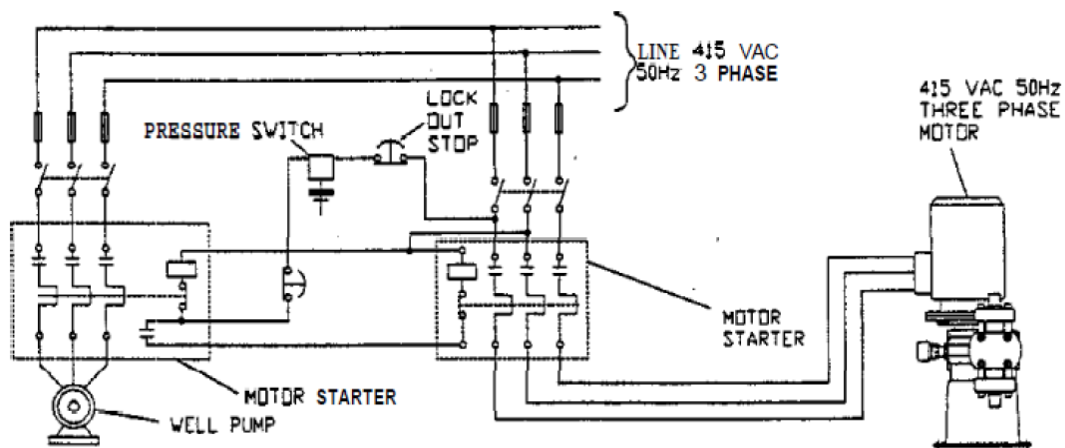 LINE 415 VAC
50Hz 3 PHASE
415 VAC 50Hz
THREE PHASE
MOTOR
LOCK
OUT
STOP
PRESSURE SWITCH
MOTOR
STARTER
MOTOR STARTER
WELL PUMP